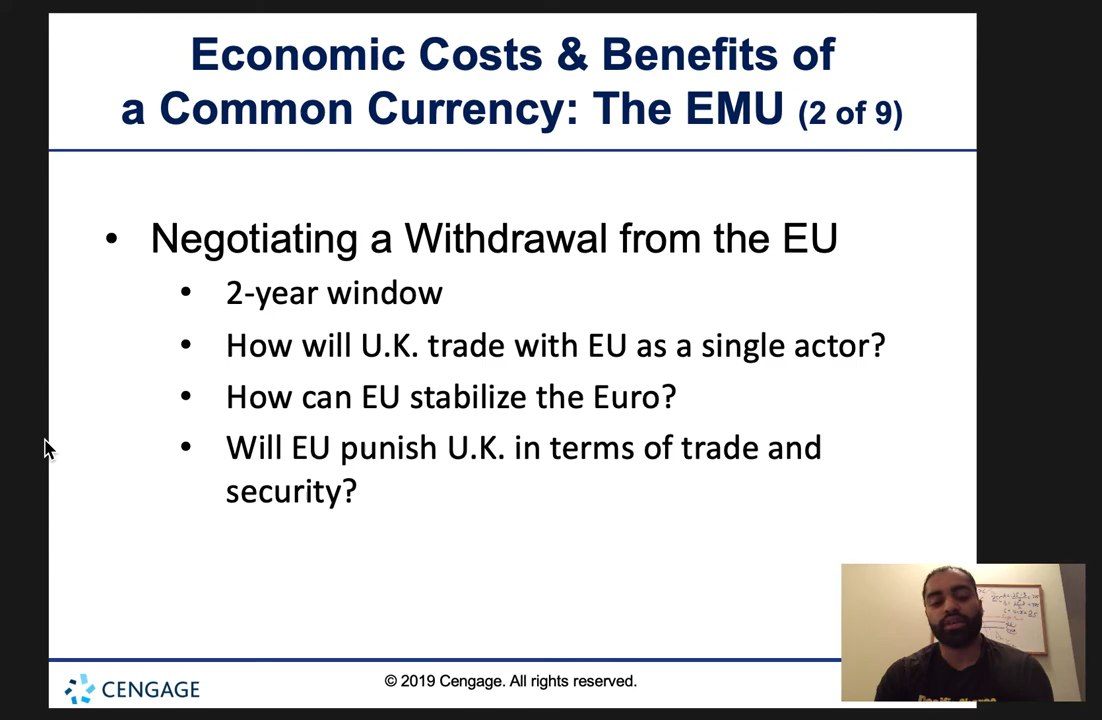 Economic Costs & Benefits of
a Common Currency: The EMU (2 of 9)
• Negotiating a Withdrawal from the EU
• 2-year window
• How will U.K. trade with EU as a single actor?
• How can EU stabilize the Euro?
• Will EU punish U.K. in terms of trade and
security?
CENGAGE
© 2019 Cengage. All rights reserved.